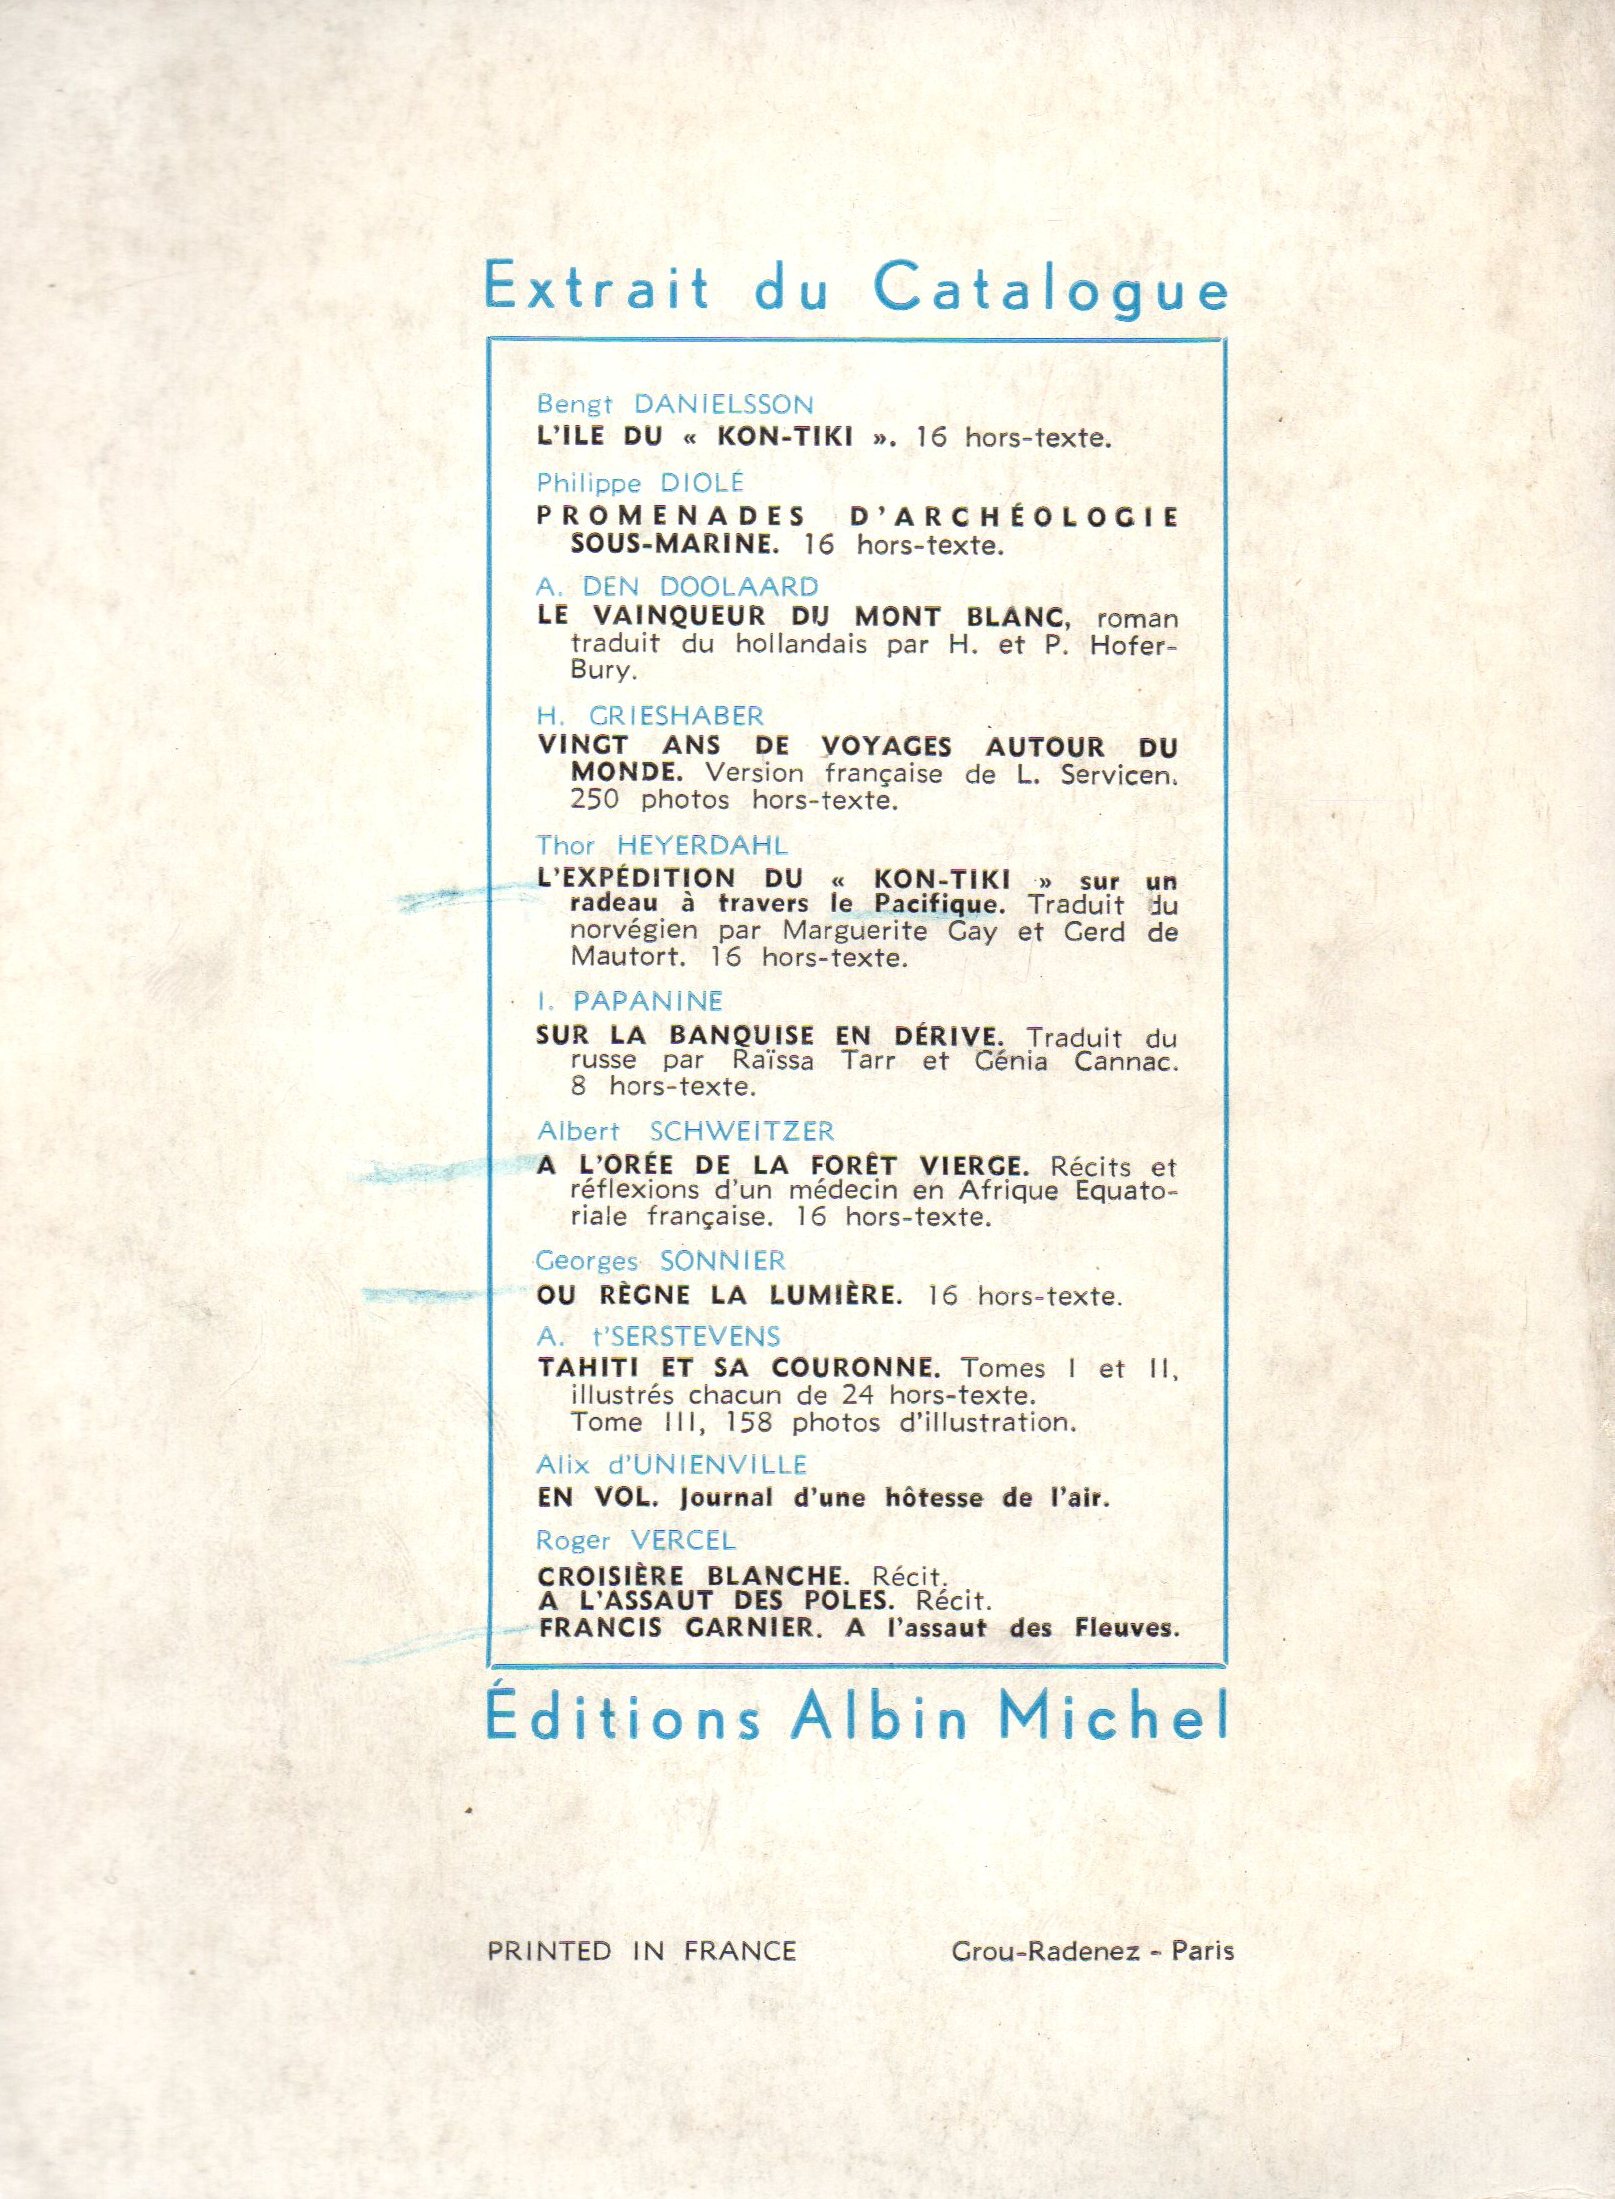 Extrait du Catalogue
Bengt DANIELSSON
L'ILE DU « KON-TIKI ». 16 hors-texte.
Philippe DIOLÉ
PROMENADES D'ARCHÉOLOGIE
SOUS-MARINE. 16 hors-texte.
A. DEN DOOLAARD
LE VAINQUEUR DU MONT BLANC, roman
traduit du hollandais par H. et P. Hofer-
Bury.
H. GRIESHABER
VINGT ANS DE VOYAGES AUTOUR DU
MONDE. Version française de L. Servicen.
250 photos hors-texte.
Thor HEYERDAHL
L'EXPÉDITION DU « KON-TIKI » sur un
radeau à travers le Pacifique. Traduit du
norvégien par Marguerite Gay et Gerd de
Mautort. 16 hors-texte.
I. PAPANINE
SUR LA BANQUISE EN DÉRIVE. Traduit du
russe par Raïssa Tarr et Génia Cannac.
8 hors-texte.
Albert SCHWEITZER
A L'ORÉE DE LA FORÊT VIERGE. Récits et
réflexions d'un médecin en Afrique Equato-
riale française. 16 hors-texte.
Georges SONNIER
OU RÈGNE LA LUMIÈRE. 16 hors-texte.
A. t'SERSTEVENS
TAHITI ET SA COURONNE. Tomes I et II,
illustrés chacun de 24 hors-texte.
Tome III, 158 photos d'illustration.
Alix d'UNIENVILLE
EN VOL. Journal d'une hôtesse de l'air.
Roger VERCEL
CROISIÈRE BLANCHE. Récit.
A L'ASSAUT DES POLES. Récit.
FRANCIS GARNIER. A l'assaut des Fleuves.
Éditions Albin Michel
PRINTED IN FRANCE Grou-Radenez - Paris